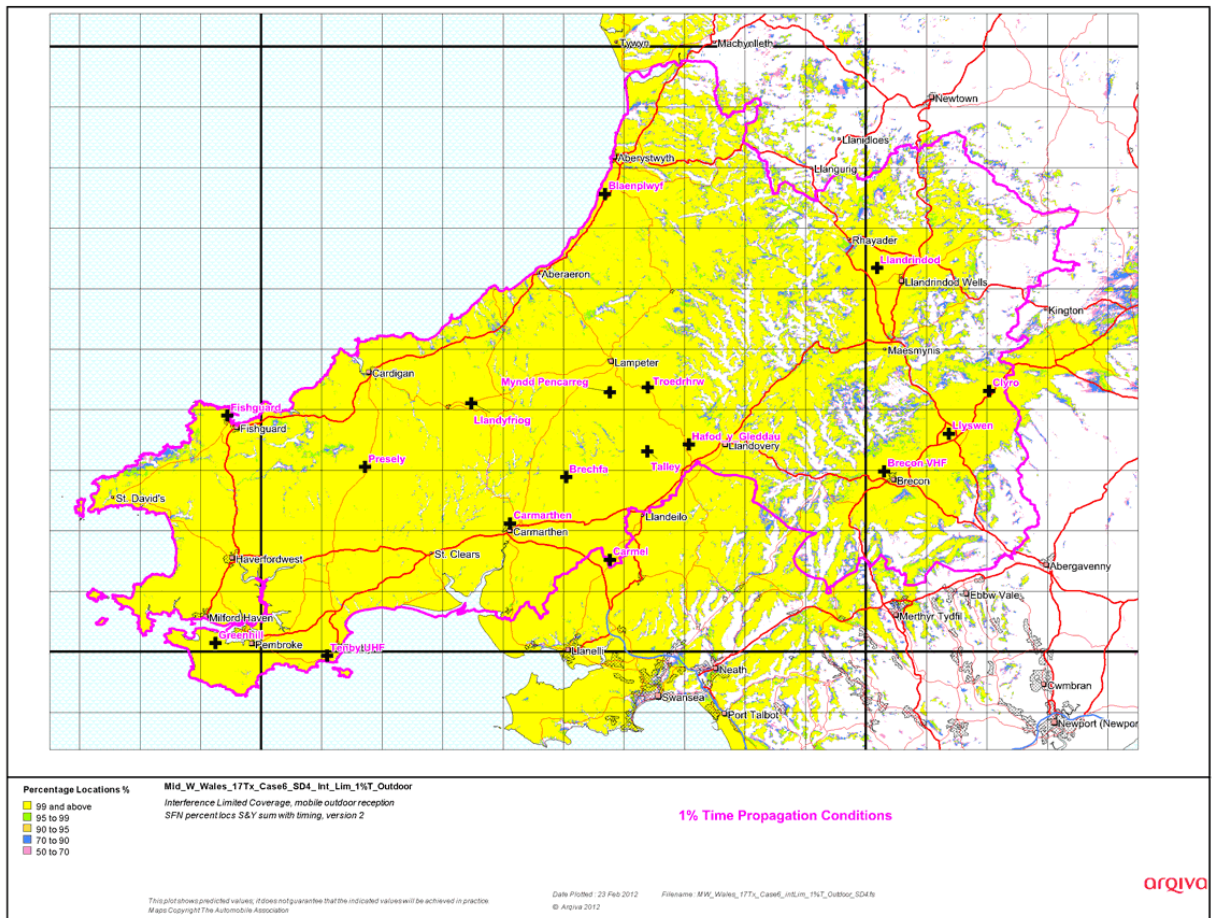 Tywyn
Machynlleth
Newtown
Llanidloes
Aberystwyth
Llangurig
Blaenplwyf
Rhayader
Llandrindod
Aberaeron
Llandrindod Wells
Kington
Maesmynis
Lampeter
Cardigan
Myndd Pencarreg
Troedrhrw
Clyro
Fishguard
Llandyfriog
Fishguard
Llyswen
Hafod_y_Gleddau
Llandovery
Presely
Talley
Brecon VHF
Brechfa
Brecon
St. David's
Carmarthen
Llandeilo
Carmarthen
St. Clears
Carmel
Haverfordwest
Abergavenny
Ebbw Vale
Milford Haven
Merthyr Tydfil
Greenhill
Pembroke
Tenby UHF
Llanelli
Neath
Cwmbran
Swansea
Port Talbot
Newport (Newpor
Percentage Locations %
99 and above
95 to 99
90 to 95
70 to 90
50 to 70
Mid_W_Wales_17Tx_Case6_SD4_Int_Lim_1%T_Outdoor
Interference Limited Coverage, mobile outdoor reception
SFN percent locs S&Y sum with timing, version 2
1% Time Propagation Conditions
arqiva
This plot shows predicted values, it does not guarantee that the indicated values will be achieved in practice
Maps Copyright The Automobile Association
Date Plotted : 23 Feb 2012
Filename : MW_Wales_17Tx_Case6_intLim_1%T_Outdoor_SD4fs
© Arqiva 2012